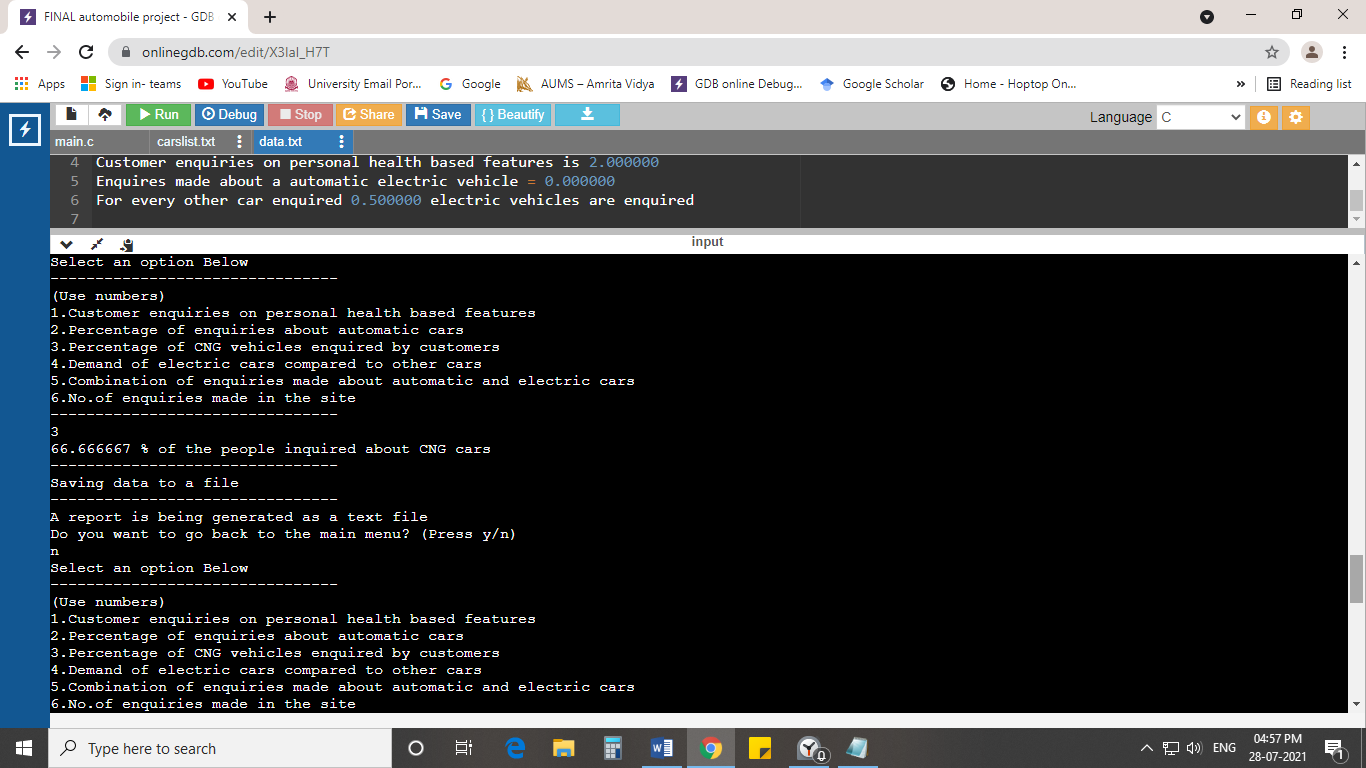 FINAL automobile project - GDB
onlinegdb.com/edit/X3IaI_H7T
Apps Sign in- teams YouTube University Email Por... Google AUMS – Amrita Vidya GDB online Debug... Google Scholar Home - Hoptop On... » Reading list
Run Debug Stop Share Save { } Beautify
Language C
main.c carslist.txt data.txt
4 Customer enquiries on personal health based features is 2.000000
5 Enquires made about a automatic electric vehicle = 0.000000
6 For every other car enquired 0.500000 electric vehicles are enquired
7
input
Select an option Below
--------------------------------
(Use numbers)
1.Customer enquiries on personal health based features
2.Percentage of enquiries about automatic cars
3.Percentage of CNG vehicles enquired by customers
4.Demand of electric cars compared to other cars
5.Combination of enquiries made about automatic and electric cars
6.No.of enquiries made in the site
--------------------------------
3
66.666667 % of the people inquired about CNG cars
--------------------------------
Saving data to a file
--------------------------------
A report is being generated as a text file
Do you want to go back to the main menu? (Press y/n)
n
Select an option Below
--------------------------------
(Use numbers)
1.Customer enquiries on personal health based features
2.Percentage of enquiries about automatic cars
3.Percentage of CNG vehicles enquired by customers
4.Demand of electric cars compared to other cars
5.Combination of enquiries made about automatic and electric cars
6.No.of enquiries made in the site
Type here to search
ENG
04:57 PM
28-07-2021
1